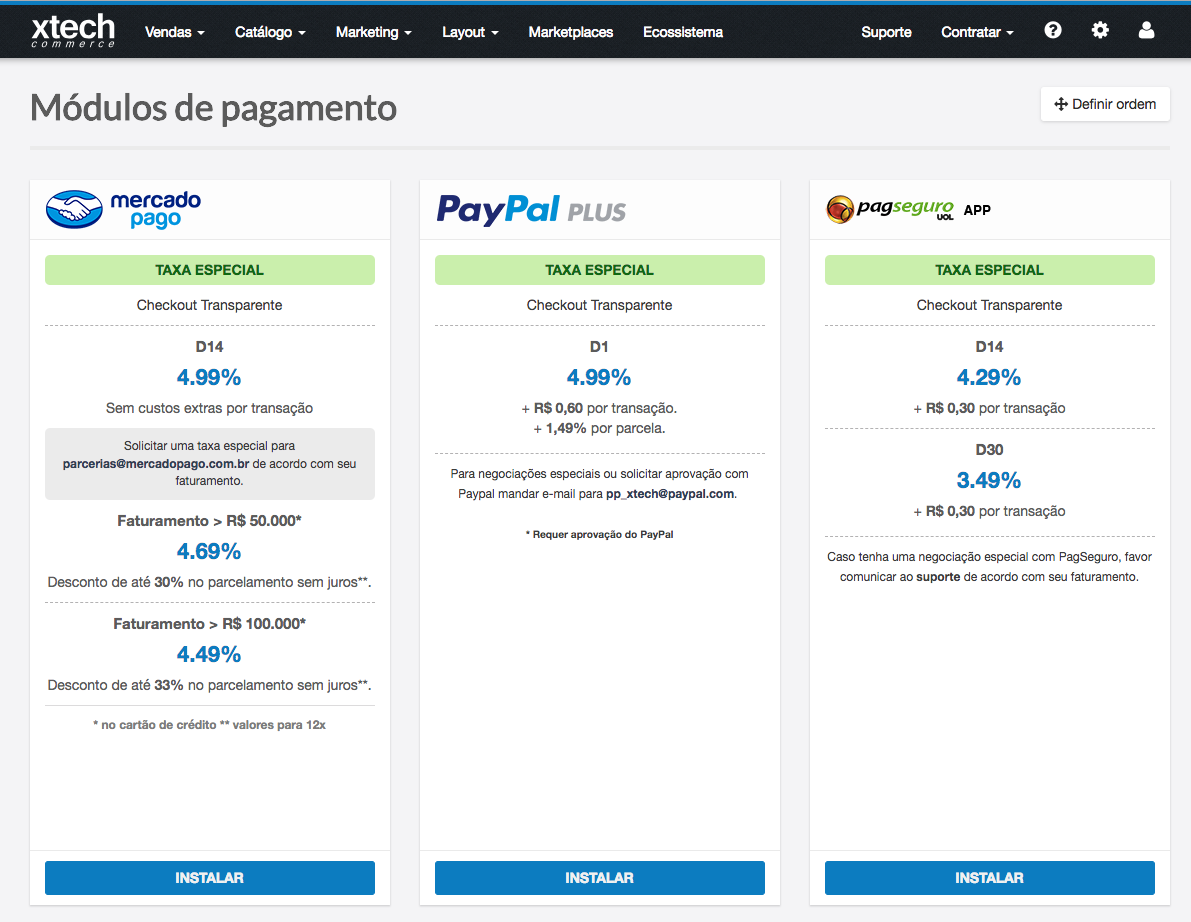 xtech
commerce
Vendas
Catálogo
Marketing
Layout
Marketplaces
Ecossistema
Suporte
Contratar
Módulos de pagamento
Definir ordem
mercado
pago
TAXA ESPECIAL
Checkout Transparente
D14
4.99%
Sem custos extras por transação
Solicitar uma taxa especial para
parcerias@mercadopago.com.br de acordo com seu
faturamento.
Faturamento > R$ 50.000*
4.69%
Desconto de até 30% no parcelamento sem juros**.
Faturamento > R$ 100.000*
4.49%
Desconto de até 33% no parcelamento sem juros**.
* no cartão de crédito ** valores para 12x
INSTALAR
PayPal PLUS
TAXA ESPECIAL
Checkout Transparente
D1
4.99%
+ R$ 0,60 por transação.
+ 1,49% por parcela.
Para negociações especiais ou solicitar aprovação com
Paypal mandar e-mail para pp_xtech@paypal.com.
* Requer aprovação do PayPal
INSTALAR
pagseguro APP
UOL
TAXA ESPECIAL
Checkout Transparente
D14
4.29%
+ R$ 0,30 por transação
D30
3.49%
+ R$ 0,30 por transação
Caso tenha uma negociação especial com PagSeguro, favor
comunicar ao suporte de acordo com seu faturamento.
INSTALAR